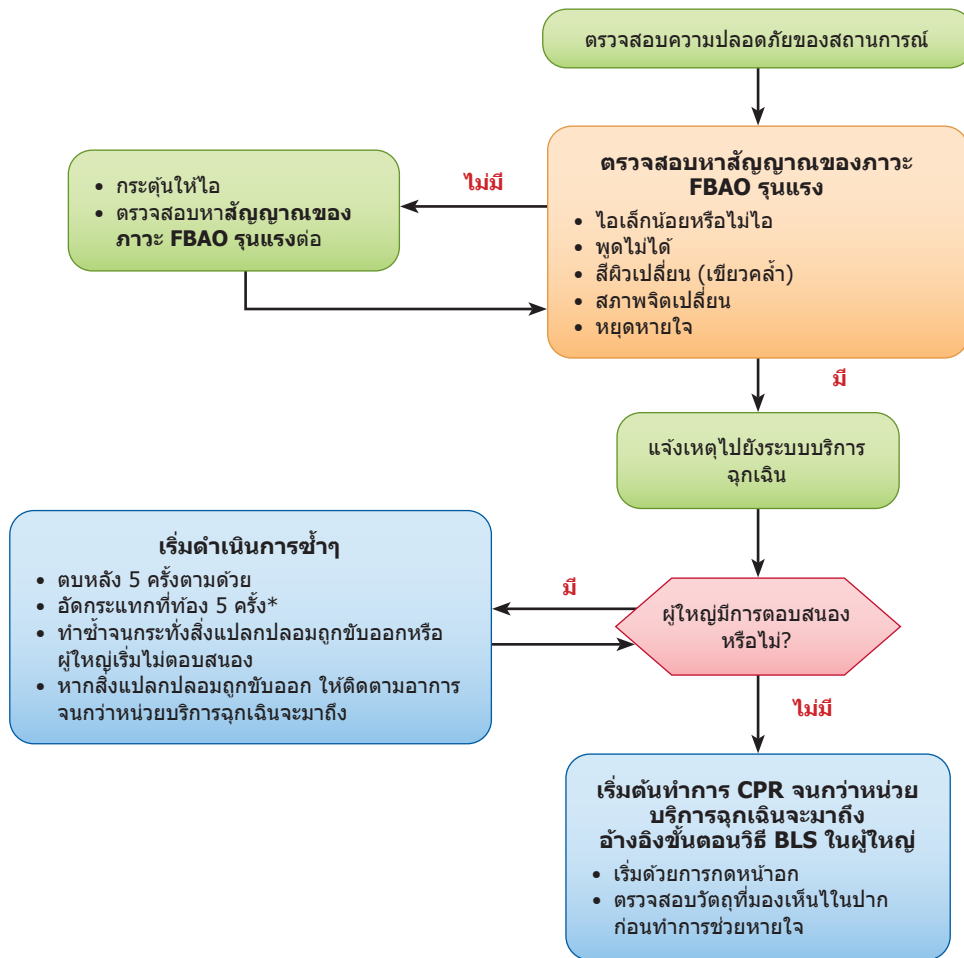 ตรวจสอบความปลอดภัยของสถานการณ์
ตรวจสอบหาสัญญาณของภาวะ
FBAO รุนแรง
• ไอเล็กน้อยหรือไม่ไอ
• พูดไม่ได้
• สีผิวเปลี่ยน (เขียวคล้ำ)
• สภาพจิตเปลี่ยน
• หยุดหายใจ
ไม่มี
• กระตุ้นให้ไอ
• ตรวจสอบหาสัญญาณของ
ภาวะ FBAO รุนแรงต่อ
มี
แจ้งเหตุไปยังระบบบริการ
ฉุกเฉิน
ผู้ใหญ่มีการตอบสนอง
หรือไม่?
มี
เริ่มดำเนินการซ้ำๆ
• ตบหลัง 5 ครั้งตามด้วย
• อัดกระแทกที่ท้อง 5 ครั้ง*
• ทำซ้ำจนกระทั่งสิ่งแปลกปลอมถูกขับออกหรือ
ผู้ใหญ่เริ่มไม่ตอบสนอง
• หากสิ่งแปลกปลอมถูกขับออก ให้ติดตามอาการ
จนกว่าหน่วยบริการฉุกเฉินจะมาถึง
ไม่มี
เริ่มต้นทำการ CPR จนกว่าหน่วย
บริการฉุกเฉินจะมาถึง
อ้างอิงขั้นตอนวิธี BLS ในผู้ใหญ่
• เริ่มด้วยการกดหน้าอก
• ตรวจสอบวัตถุที่มองเห็นไในปาก
ก่อนทำการช่วยหายใจ